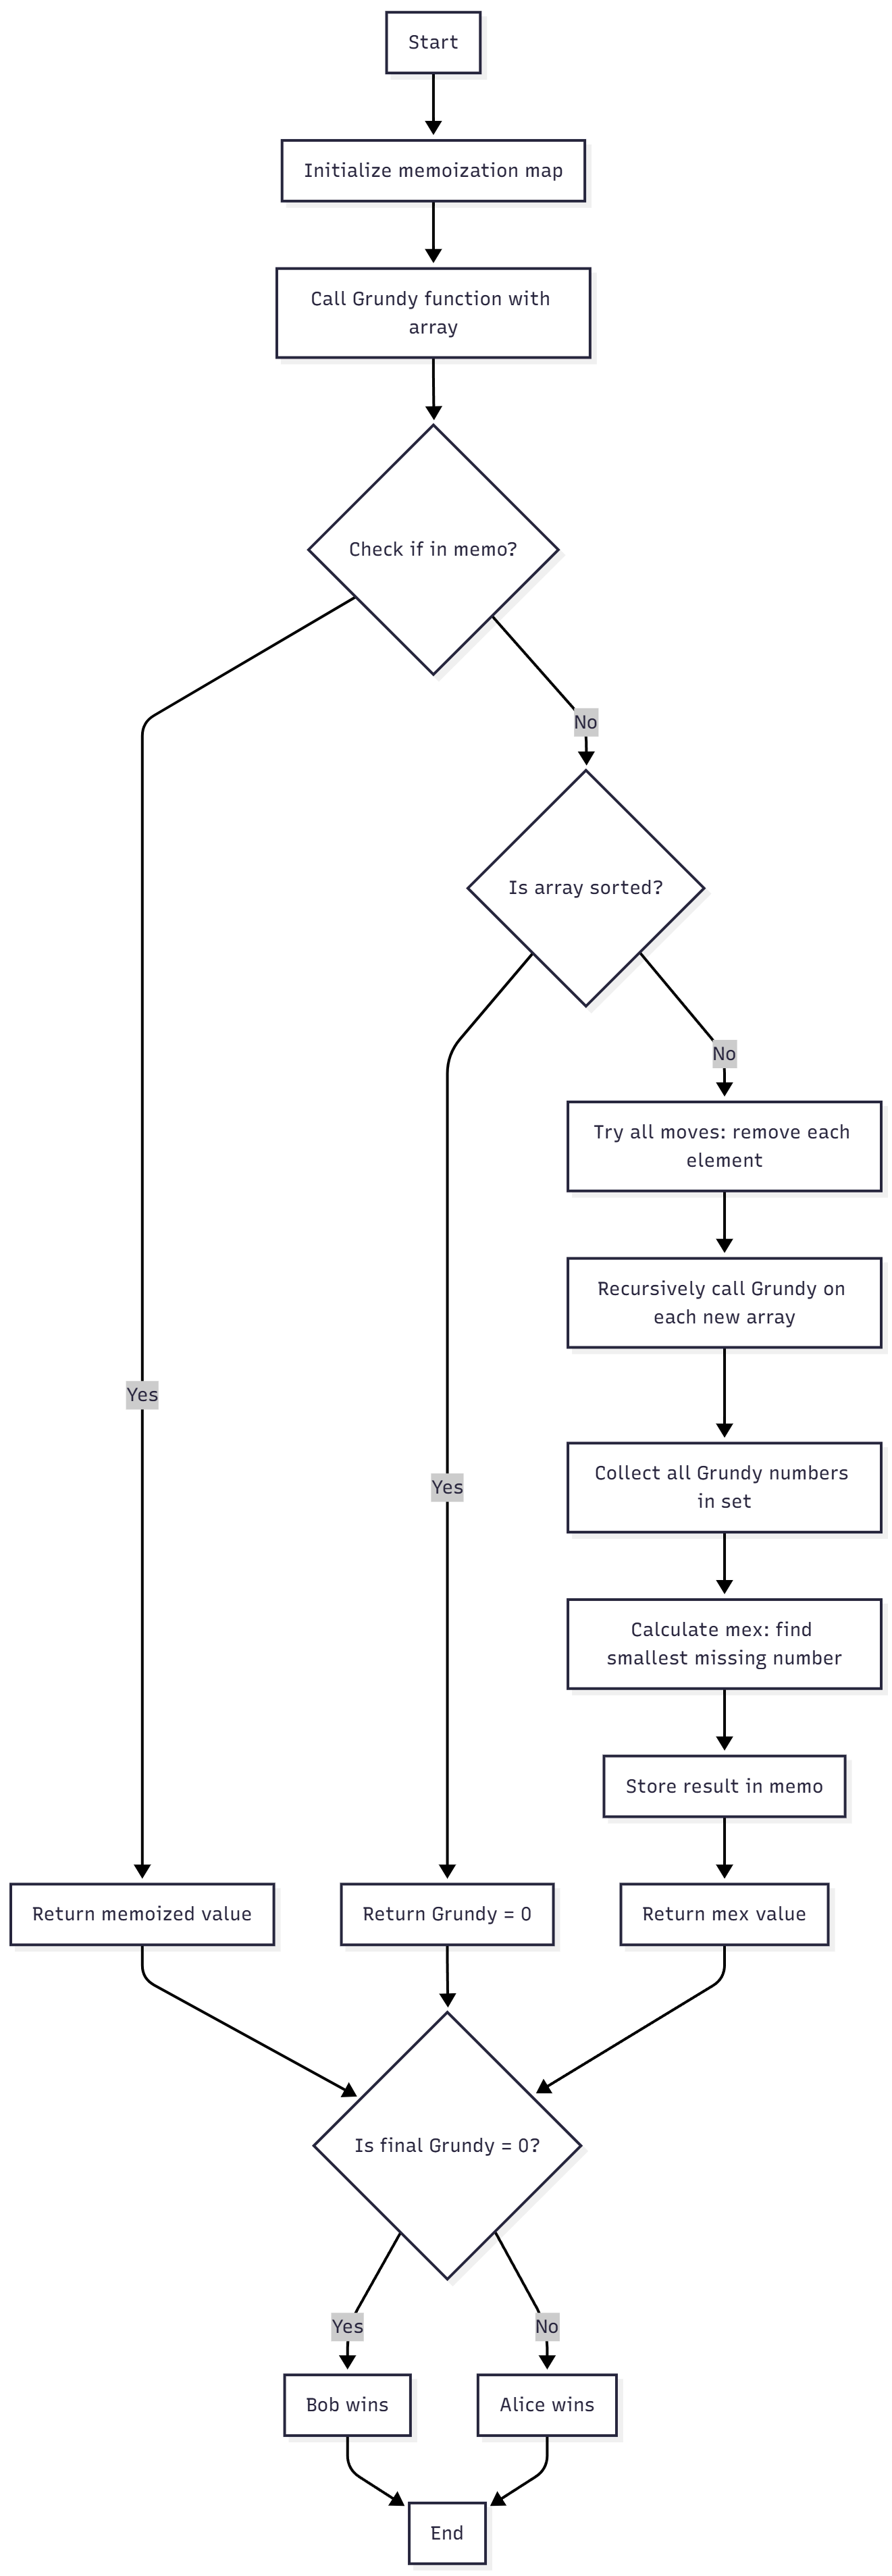 Start
Initialize memoization map
Call Grundy function with
array
Check if in memo?
No
Is array sorted?
No
Try all moves: remove each
element
Recursively call Grundy on
each new array
Yes
Collect all Grundy numbers
in set
Yes
Calculate mex: find
smallest missing number
Store result in memo
Return memoized value
Return Grundy = 0
Return mex value
Is final Grundy = 0?
Yes
No
Bob wins
Alice wins
End